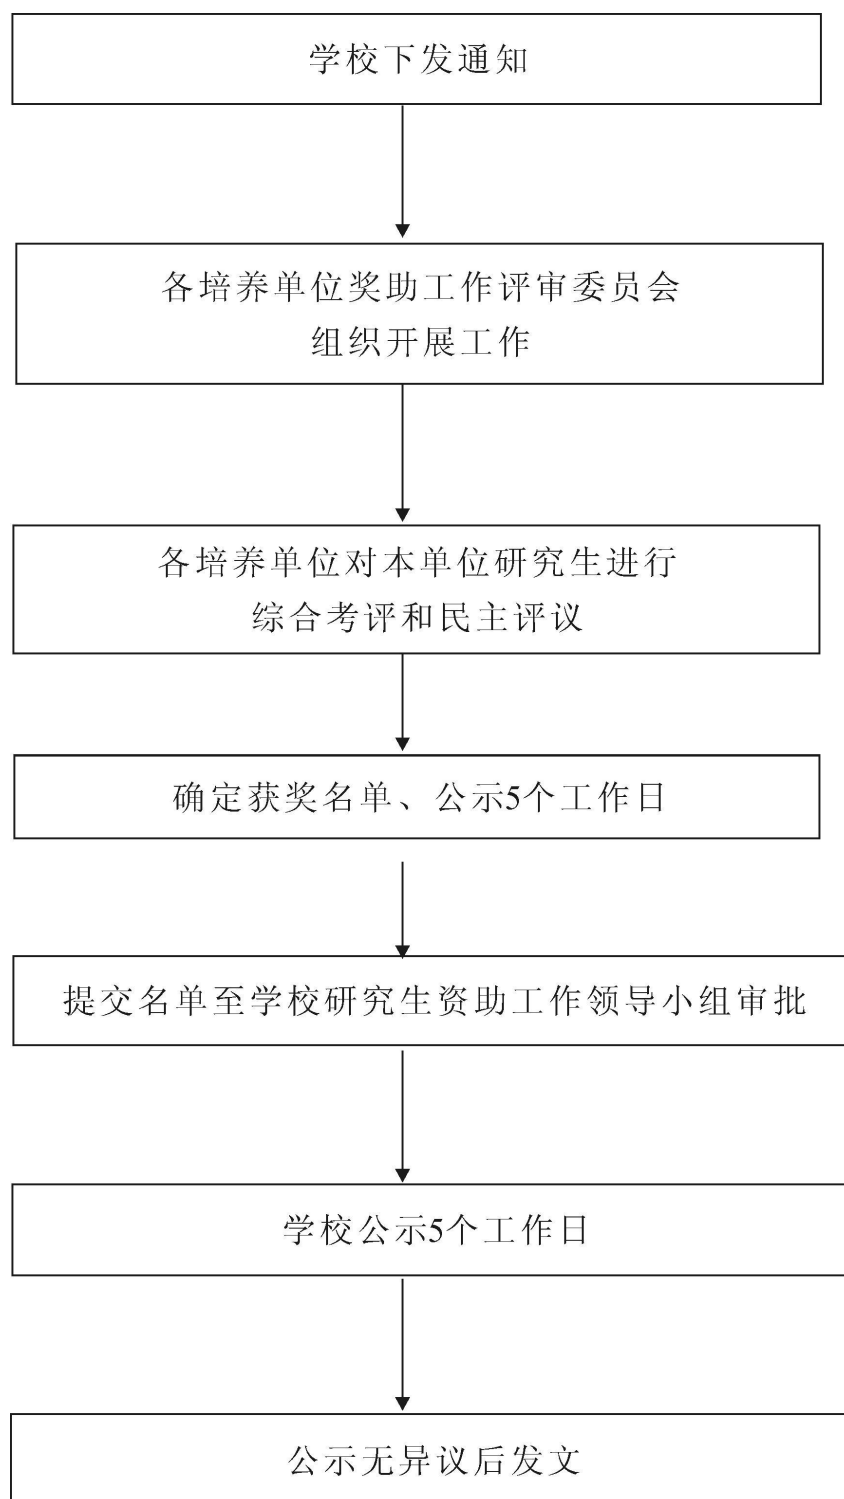 学校下发通知
各培养单位奖助工作评审委员会
组织开展工作
各培养单位对本单位研究生进行
综合考评和民主评议
确定获奖名单、公示5个工作日
提交名单至学校研究生资助工作领导小组审批
学校公示5个工作日
公示无异议后发文